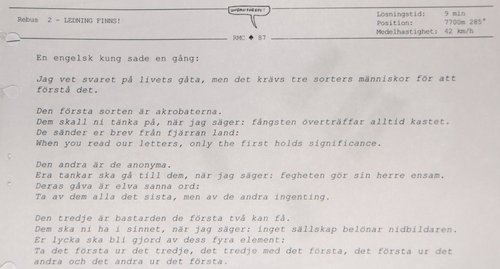 Rebus 2 - LEDNING FINNS!
RMC ♠ 87
Lösningstid: 9 min
Position: 7700m 285°
Medelhastighet: 42 km/h
En engelsk kung sade en gång:
Jag vet svaret på livets gåta, men det krävs tre sorters människor för att
förstå det.
Den första sorten är akrobaterna.
Dem skall ni tänka på, när jag säger: fångsten överträffar alltid kastet.
De sänder er brev från fjärran land:
When you read our letters, only the first holds significance.
Den andra är de anonyma.
Era tankar ska gå till dem, när jag säger: fegheten gör sin herre ensam.
Deras gåva är elva sanna ord:
Ta av dem alla det sista, men av de andra ingenting.
Den tredje är bastarden de första två kan få.
Dem ska ni ha i sinnet, när jag säger: inget sällskap belönar nidbildaren.
Er lycka ska bli gjord av dess fyra element:
Ta det första ur det tredje, det tredje med det första, det första ur det
andra och det andra ur det första.